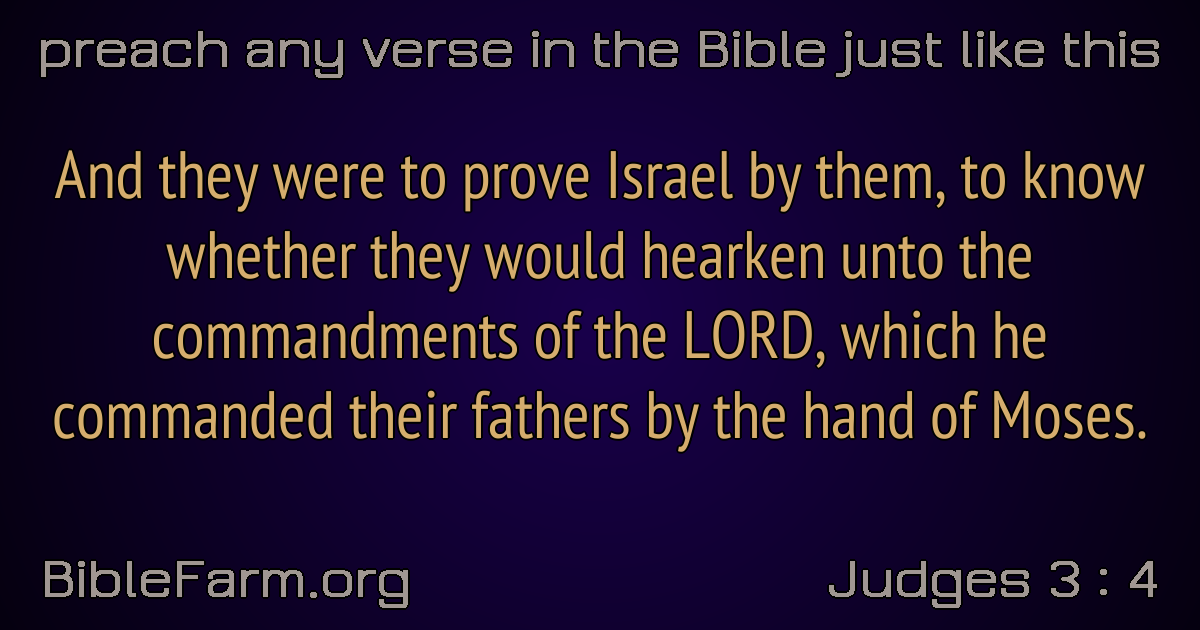 preach any verse in the Bible just like this
And they were to prove Israel by them, to know
whether they would hearken unto the
commandments of the LORD, which he
commanded their fathers by the hand of Moses.
BibleFarm.org
Judges 3 : 4